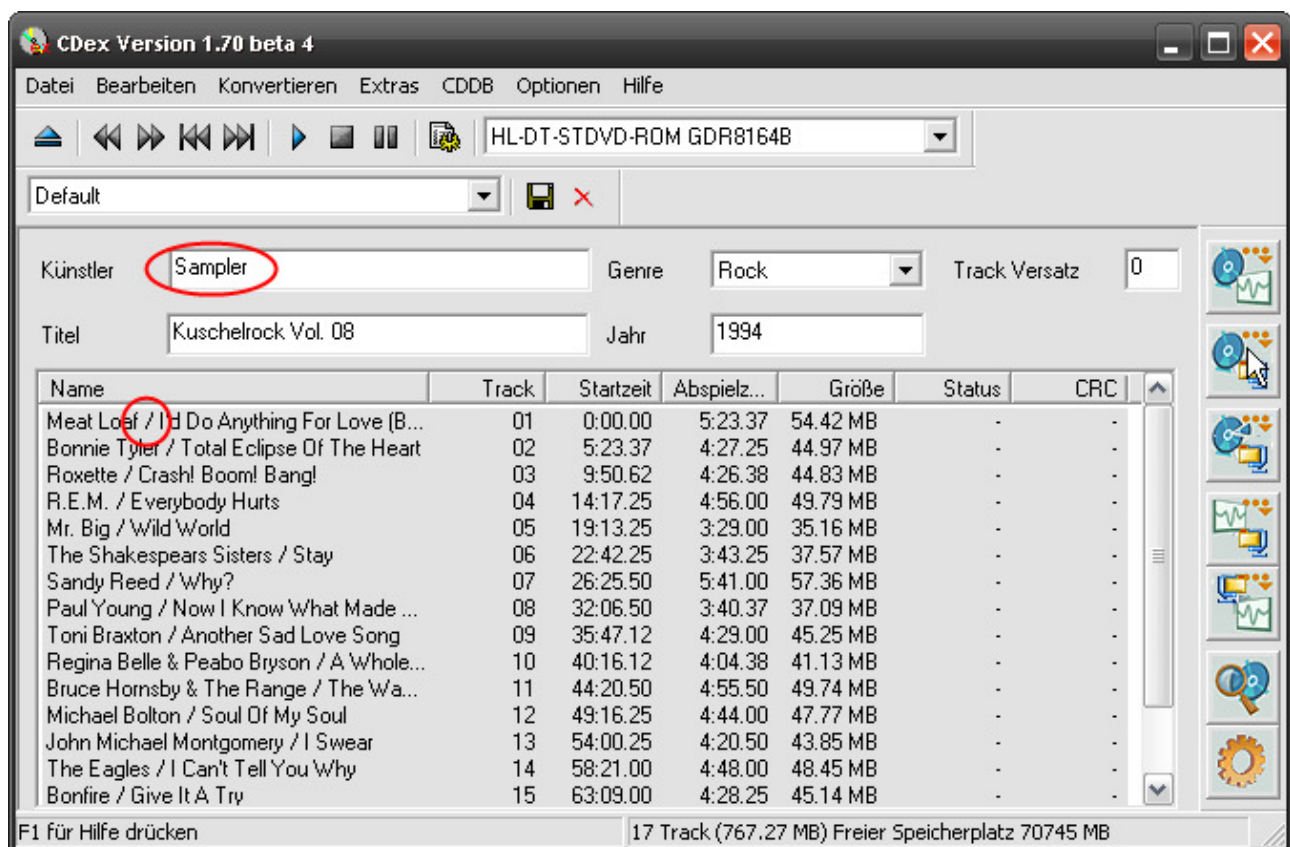 CDex Version 1.70 beta 4
Datei Bearbeiten Konvertieren Extras CDDB Optionen Hilfe
HL-DT-STDVD-ROM GDR8164B
Default
Künstler Sampler Genre Rock Track Versatz 0
Titel Kuschelrock Vol. 08 Jahr 1994
Name Track Startzeit Abspielz... Größe Status CRC
Meat Loaf / I'd Do Anything For Love (B... 01 0:00.00 5:23.37 54.42 MB - -
Bonnie Tyler / Total Eclipse Of The Heart 02 5:23.37 4:27.25 44.97 MB - -
Roxette / Crash! Boom! Bang! 03 9:50.62 4:26.38 44.83 MB - -
R.E.M. / Everybody Hurts 04 14:17.25 4:56.00 49.79 MB - -
Mr. Big / Wild World 05 19:13.25 3:29.00 35.16 MB - -
The Shakespears Sisters / Stay 06 22:42.25 3:43.25 37.57 MB - -
Sandy Reed / Why? 07 26:25.50 5:41.00 57.36 MB - -
Paul Young / Now I Know What Made ... 08 32:06.50 3:40.37 37.09 MB - -
Toni Braxton / Another Sad Love Song 09 35:47.12 4:29.00 45.25 MB - -
Regina Belle & Peabo Bryson / A Whole... 10 40:16.12 4:04.38 41.13 MB - -
Bruce Hornsby & The Range / The Wa... 11 44:20.50 4:55.50 49.74 MB - -
Michael Bolton / Soul Of My Soul 12 49:16.25 4:44.00 47.77 MB - -
John Michael Montgomery / I Swear 13 54:00.25 4:20.50 43.85 MB - -
The Eagles / I Can't Tell You Why 14 58:21.00 4:48.00 48.45 MB - -
Bonfire / Give It A Try 15 63:09.00 4:28.25 45.14 MB - -
F1 für Hilfe drücken 17 Track (767.27 MB) Freier Speicherplatz 70745 MB